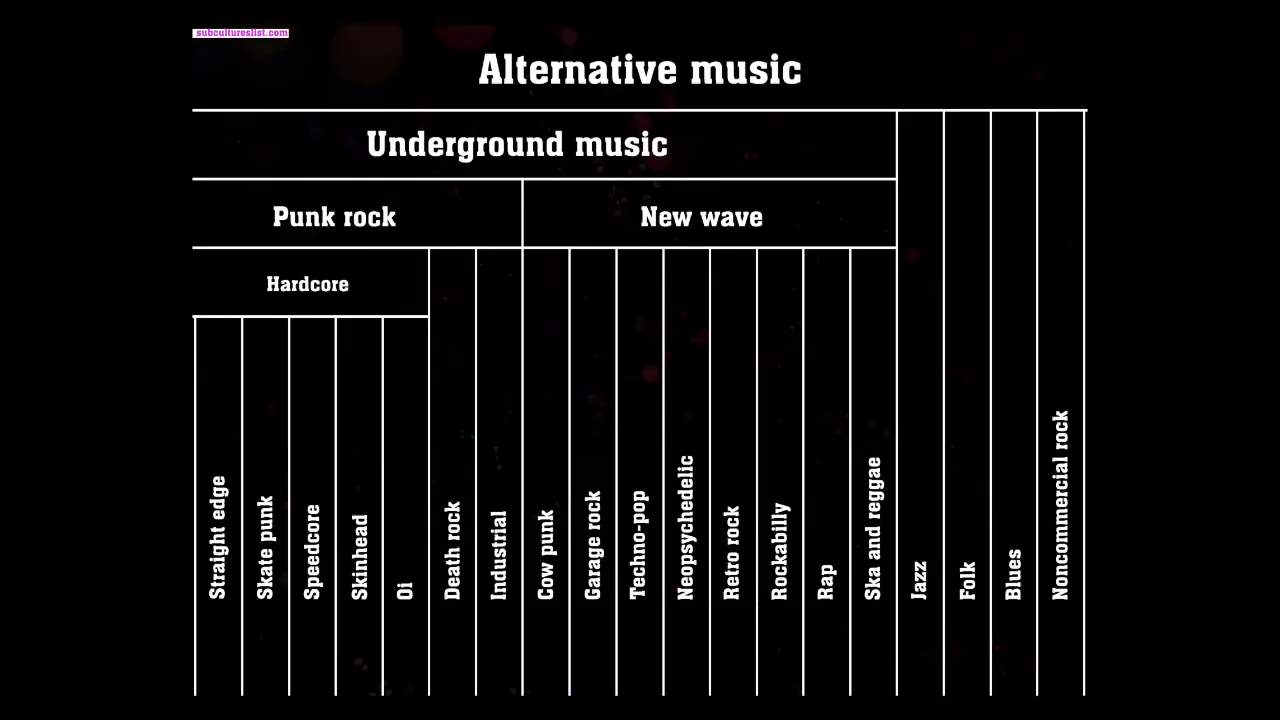 subcultureslist.com
Alternative music
Underground music
Punk rock
New wave
Hardcore
Straight edge
Skate punk
Speedcore
Skinhead
Oi
Death rock
Industrial
Cow punk
Garage rock
Techno-pop
Neopsychedelic
Retro rock
Rockabilly
Rap
Ska and reggae
Jazz
Folk
Blues
Noncommercial rock